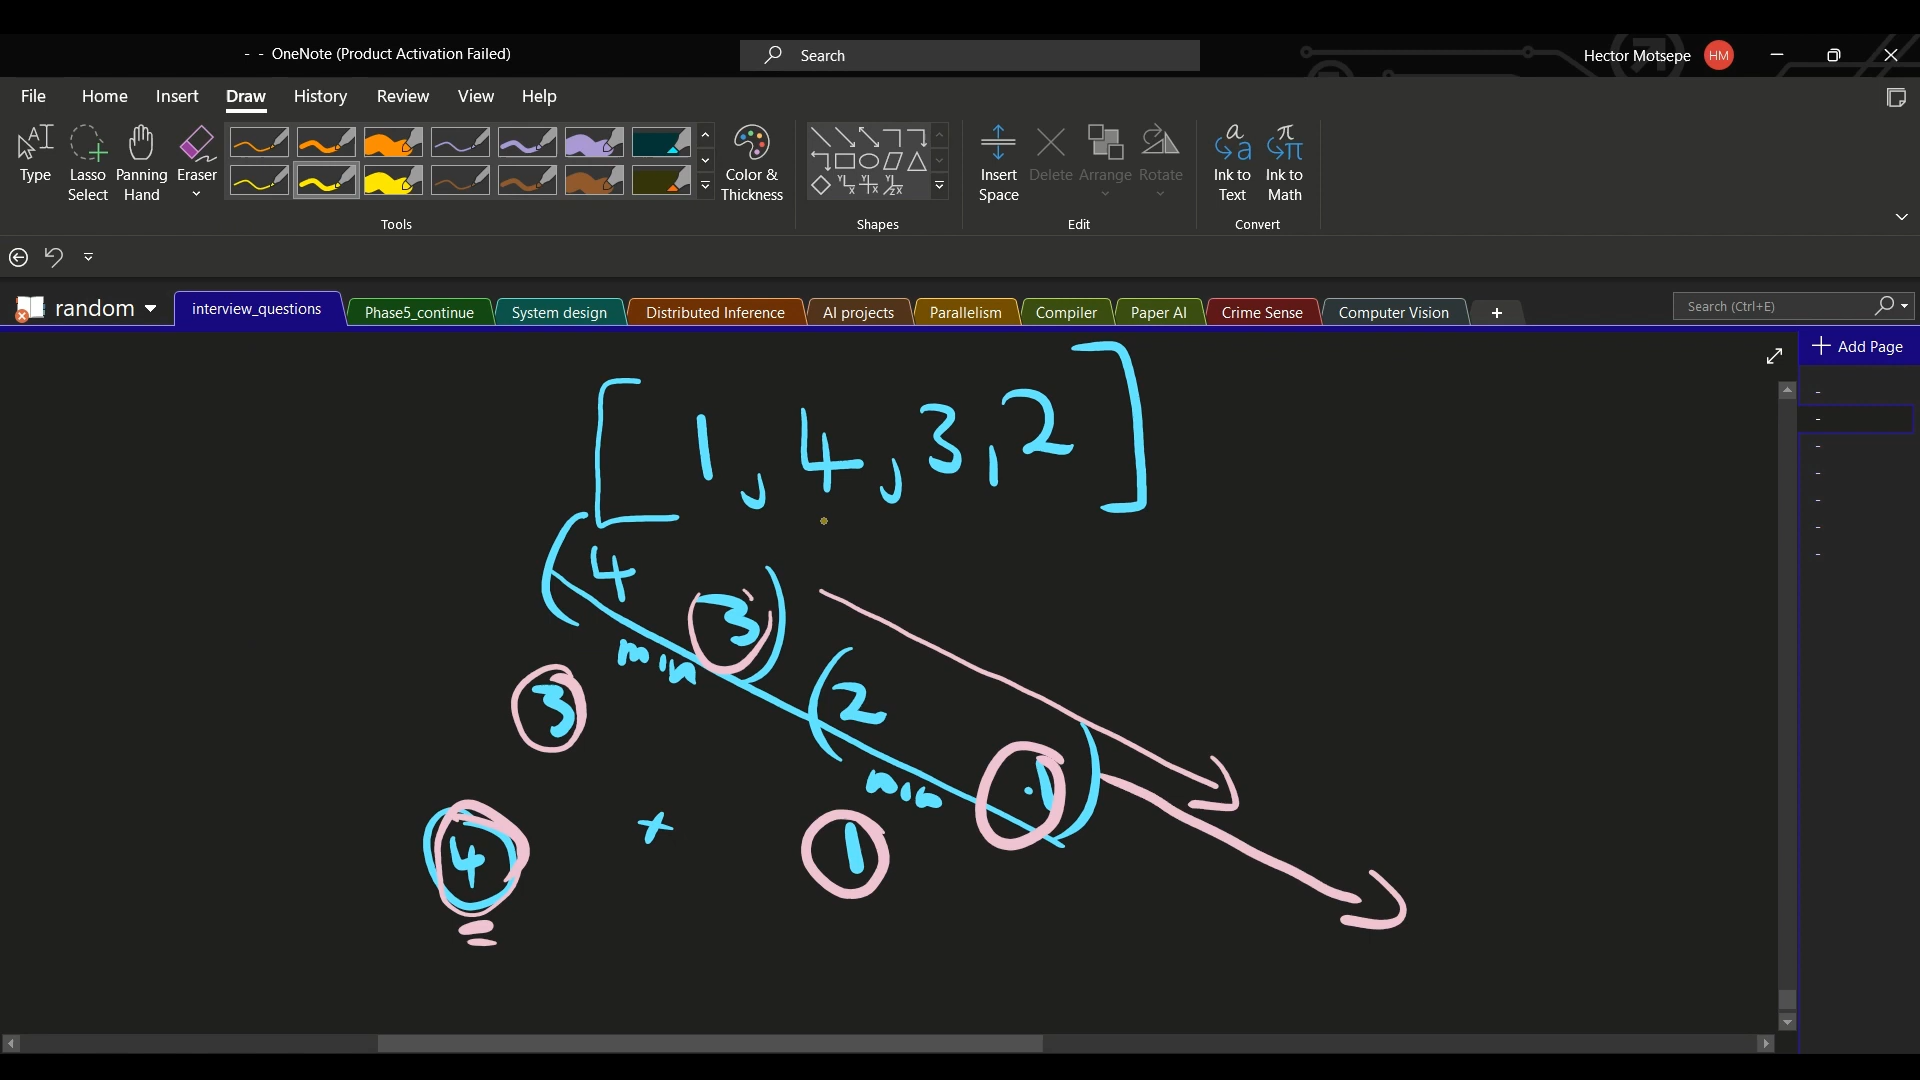 - - OneNote (Product Activation Failed)
Search
Hector Motsepe HM
File Home Insert Draw History Review View Help
Type
Lasso Select
Panning Hand
Eraser
Color & Thickness
Insert Space
Delete
Arrange
Rotate
Ink to Text
Ink to Math
Tools Shapes Edit Convert
random interview_questions Phase5_continue System design Distributed Inference AI projects Parallelism Compiler Paper AI Crime Sense Computer Vision +
Search (Ctrl+E)
Add Page
-
-
-
-
-
-
-
[1, 4, 3, 2]
(4
3)
min
3
(2
min
1)
4 + 1